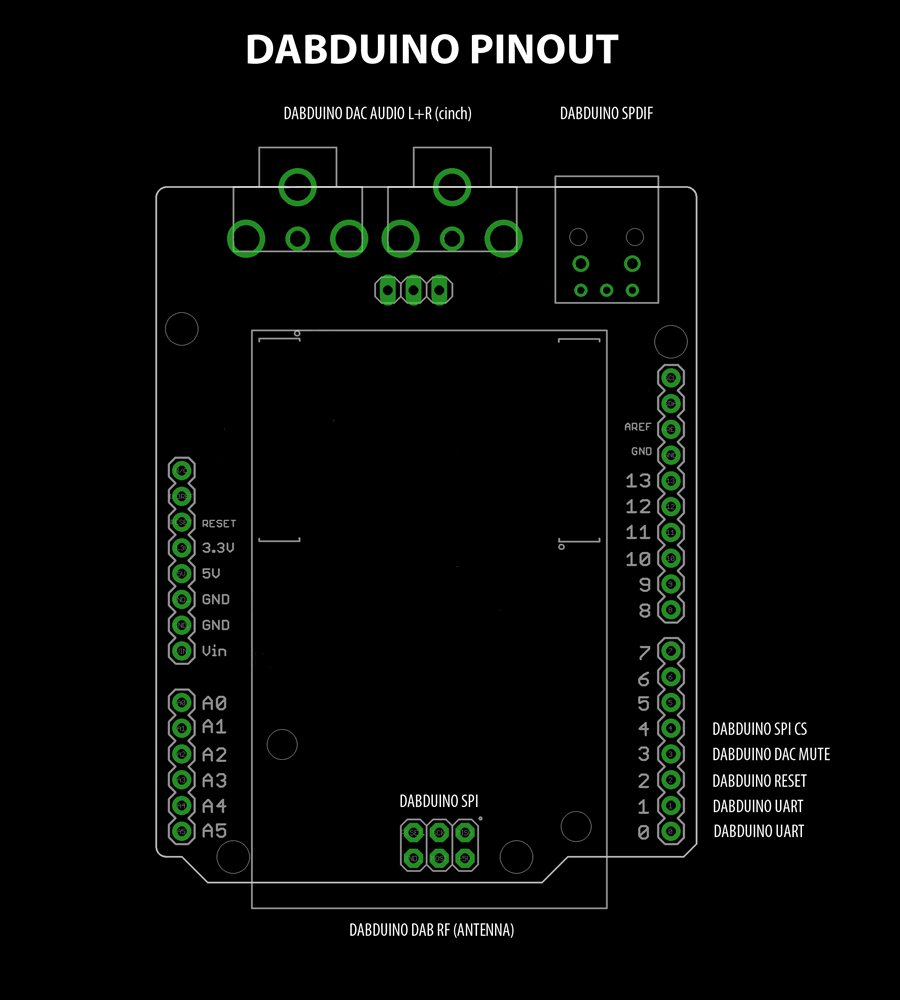 DABDUINO PINOUT
DABDUINO DAC AUDIO L+R (cinch)
DABDUINO SPDIF
AREF
GND
13
12
11
10
9
8
RESET
3.3V
5V
GND
GND
Vin
7
6
5
4 DABDUINO SPI CS
3 DABDUINO DAC MUTE
2 DABDUINO RESET
1 DABDUINO UART
0 DABDUINO UART
A0
A1
A2
A3
A4
A5
DABDUINO SPI
DABDUINO DAB RF (ANTENNA)